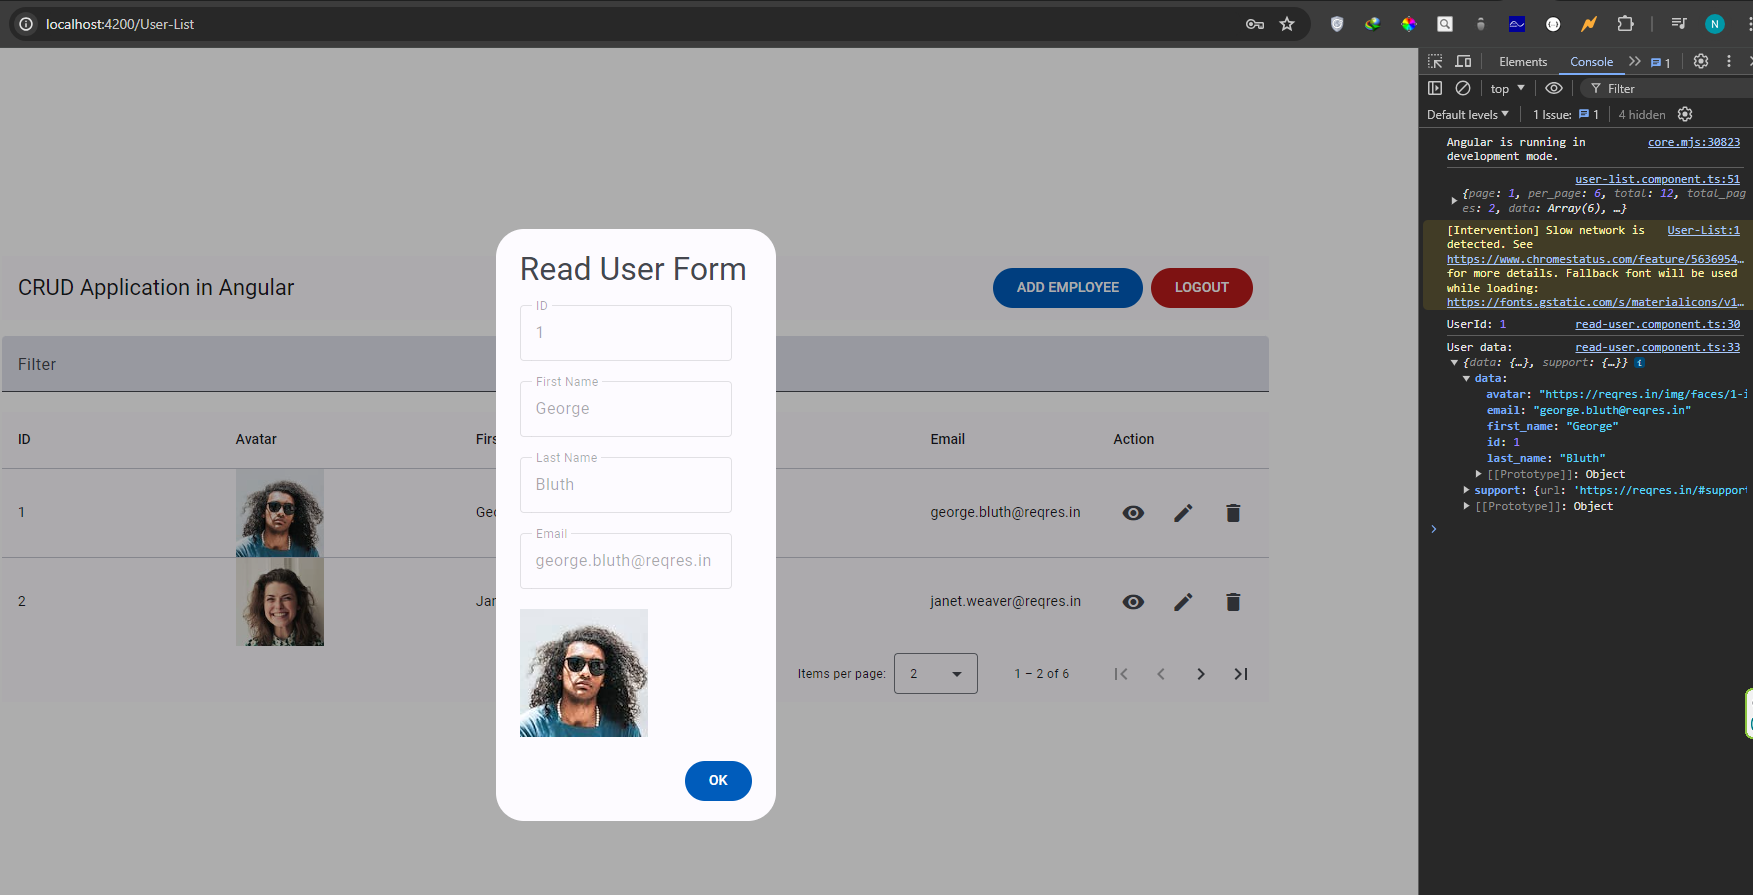 localhost:4200/User-List
N
CRUD Application in Angular
ADD EMPLOYEE
LOGOUT
Filter
ID
Avatar
Firs
Email
Action
1
Geo
george.bluth@reqres.in
2
Jar
janet.weaver@reqres.in
Items per page:
2
1 – 2 of 6
Read User Form
ID
1
First Name
George
Last Name
Bluth
Email
george.bluth@reqres.in
OK
Elements
Console
1
top
Filter
Default levels
1 Issue:
1
4 hidden
Angular is running in core.mjs:30823
development mode.
user-list.component.ts:51
{page: 1, per_page: 6, total: 12, total_pag
es: 2, data: Array(6), …}
[Intervention] Slow network is User-List:1
detected. See
https://www.chromestatus.com/feature/5636954…
for more details. Fallback font will be used
while loading:
https://fonts.gstatic.com/s/materialicons/v1…
UserId: 1 read-user.component.ts:30
User data: read-user.component.ts:33
{data: {…}, support: {…}} i
data:
avatar: "https://reqres.in/img/faces/1-i
email: "george.bluth@reqres.in"
first_name: "George"
id: 1
last_name: "Bluth"
[[Prototype]]: Object
support: {url: 'https://reqres.in/#support
[[Prototype]]: Object